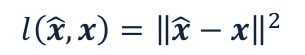 l(x̂, x) = ‖x̂ − x‖²